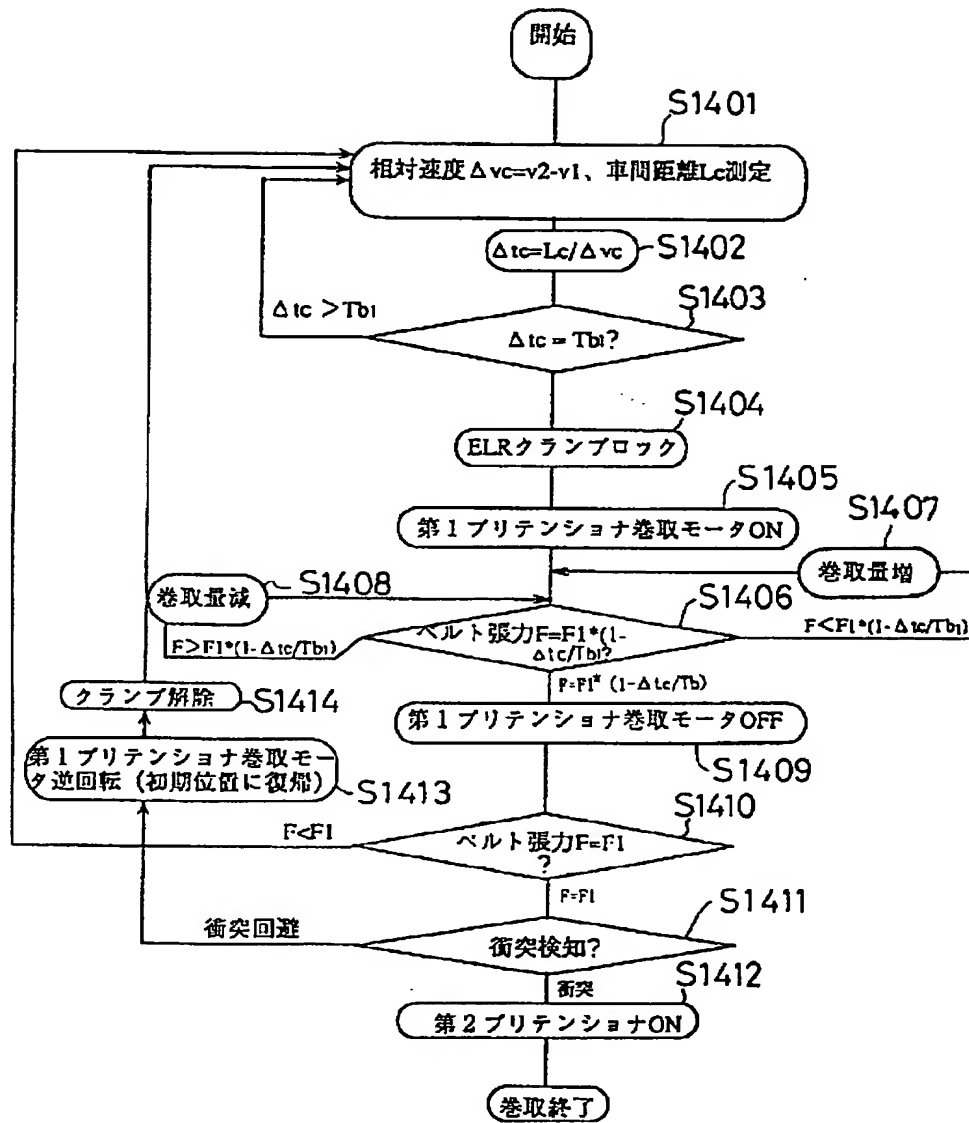 開始
S1401
相対速度Δvc=v2-v1、車間距離Lc測定
Δtc=Lc/Δvc
S1402
S1403
Δtc>Tb1
Δtc=Tb1?
S1404
ELRクランプロック
S1405
第1プリテンショナ巻取モータON
S1407
巻取量増
S1408
巻取量減
S1406
ベルト張力F=F1*(1-
Δtc/Tb1?
F>F1*(1-Δtc/Tb1)
F<F1*(1-Δtc/Tb1)
F=F1* (1-Δtc/Tb)
クランプ解除
S1414
第1プリテンショナ巻取モータOFF
S1409
第1プリテンショナ巻取モー
タ逆回転(初期位置に復帰)
S1413
S1410
F<F1
ベルト張力F=F1
?
F=F1
S1411
衝突回避
衝突検知?
S1412
衝突
第2プリテンショナON
巻取終了